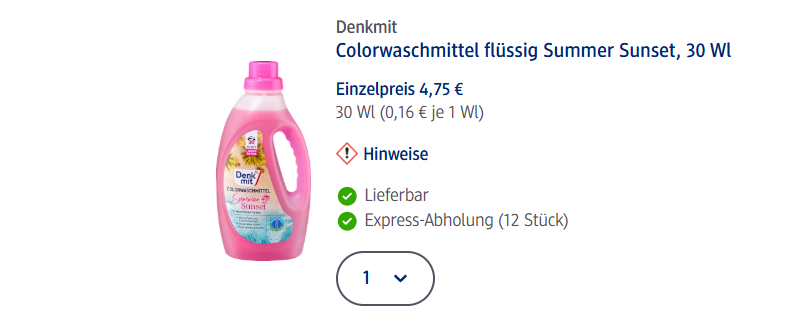 Denkmit
Colorwaschmittel flüssig Summer Sunset, 30 Wl
Einzelpreis 4,75 €
30 Wl (0,16 € je 1 Wl)
Hinweise
Lieferbar
Express-Abholung (12 Stück)
1
Denk
mit
COLORWASCHMITTEL
Summer
Sunset